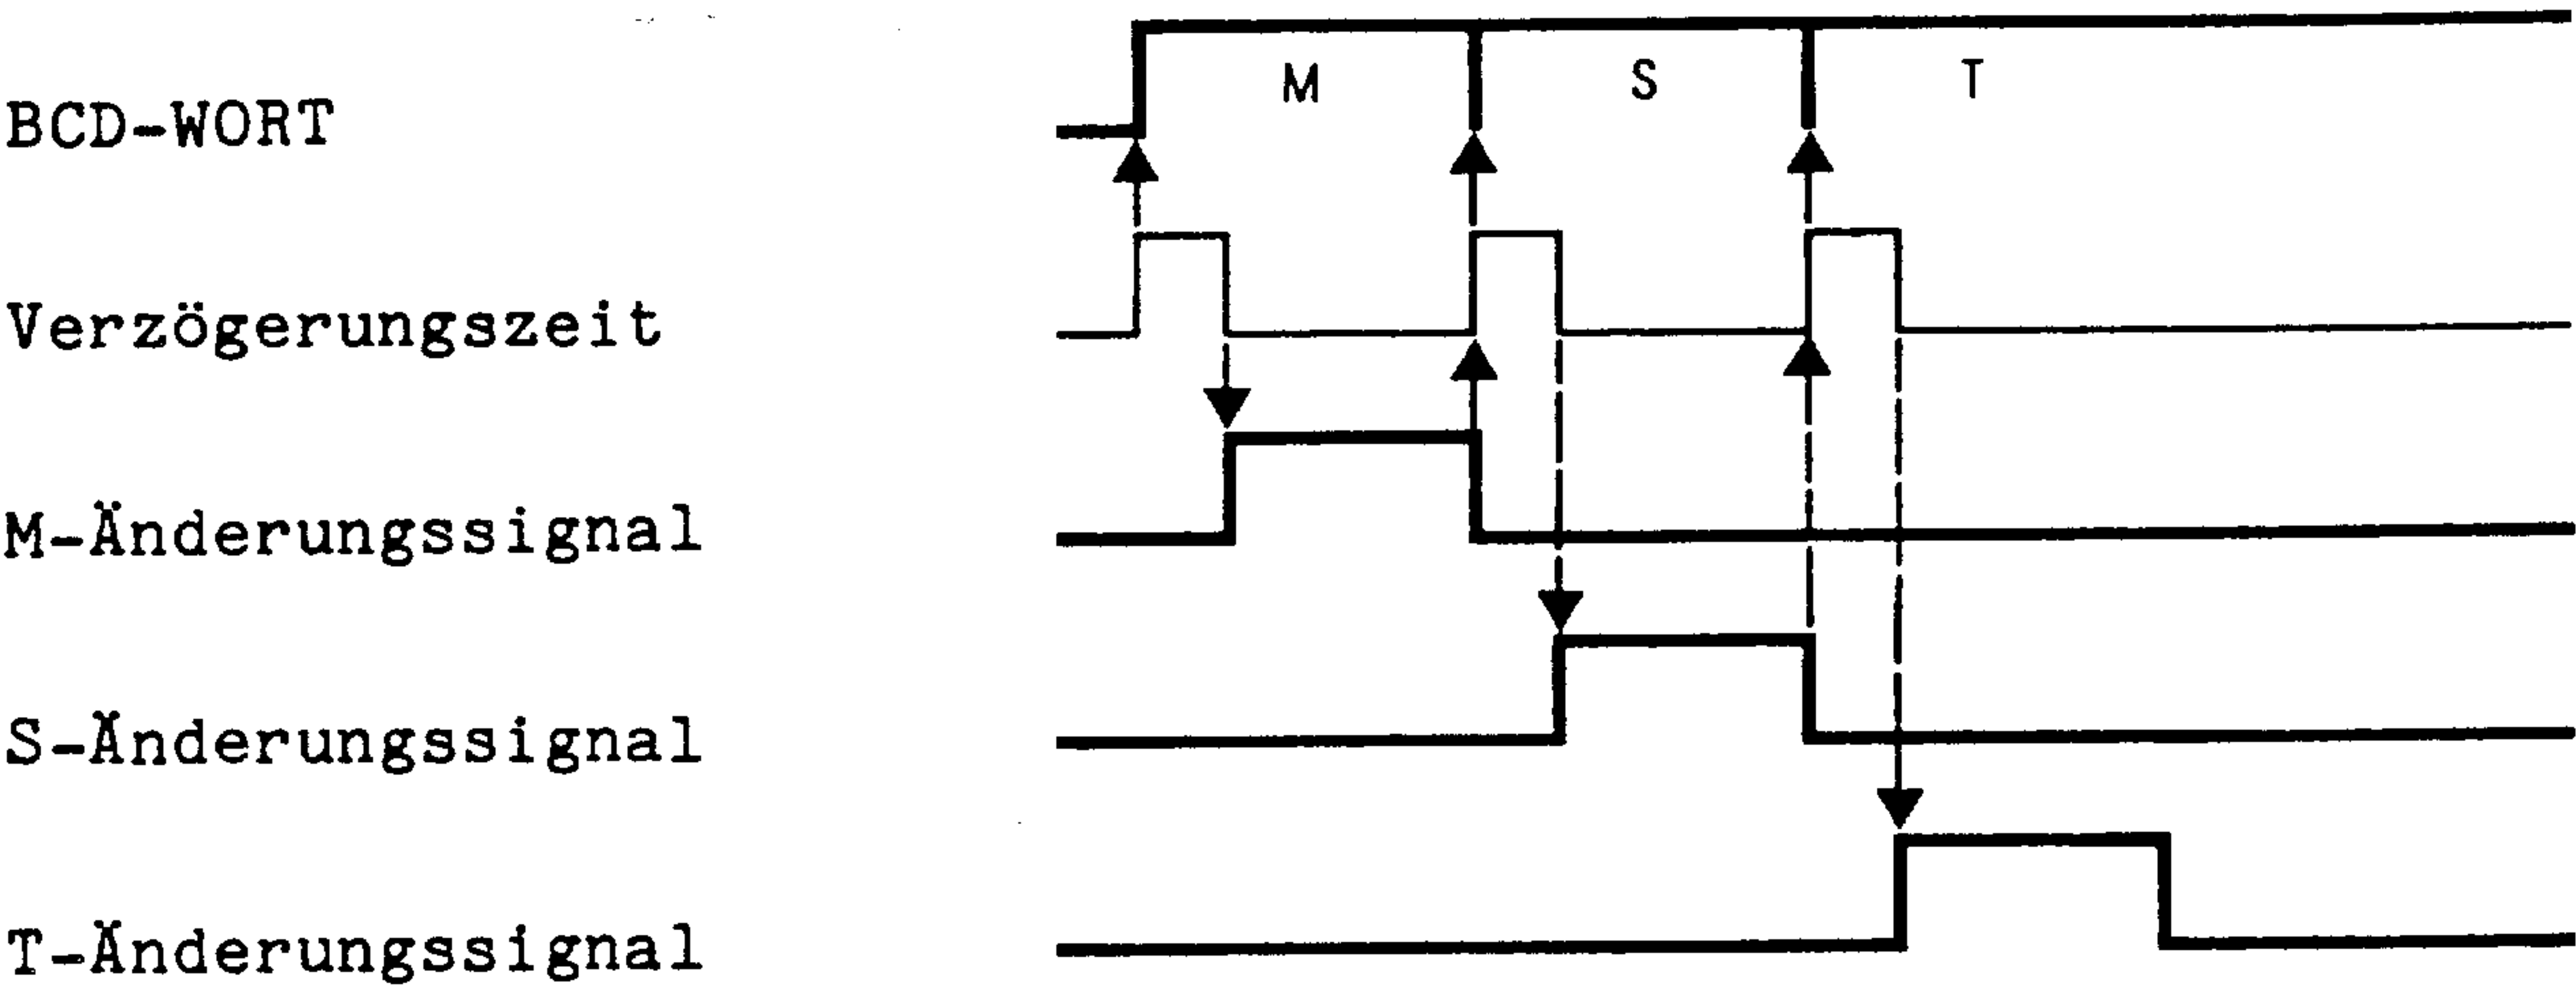 M S T
BCD-WORT
Verzögerungszeit
M-Änderungssignal
S-Änderungssignal
T-Änderungssignal